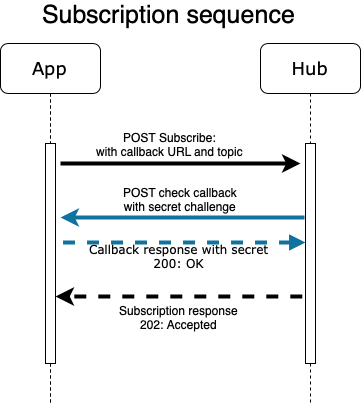 Subscription sequence
App
Hub
POST Subscribe:
with callback URL and topic
POST check callback
with secret challenge
Callback response with secret
200: OK
Subscription response
202: Accepted